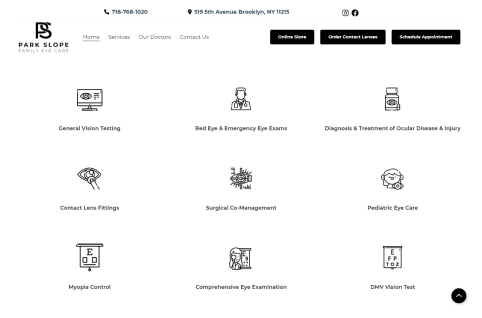 718-768-1020
519 5th Avenue Brooklyn, NY 11215
PS
PARK SLOPE
FAMILY EYE CARE
Home Services Our Doctors Contact Us
Online Store Order Contact Lenses Schedule Appointment
General Vision Testing
Red Eye & Emergency Eye Exams
Diagnosis & Treatment of Ocular Disease & Injury
Contact Lens Fittings
Surgical Co-Management
Pediatric Eye Care
E
Myopia Control
Comprehensive Eye Examination
E
F P
T O Z
DMV Vision Test